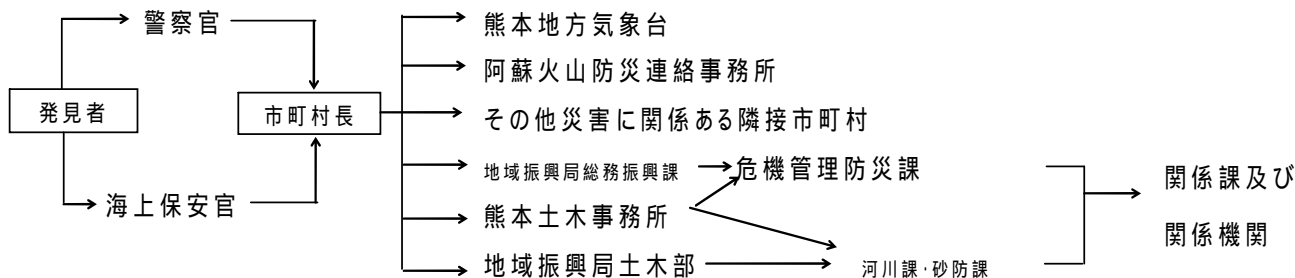 発見者
警察官
海上保安官
市町村長
熊本地方気象台
阿蘇火山防災連絡事務所
その他災害に関係ある隣接市町村
地域振興局総務振興課
危機管理防災課
熊本土木事務所
地域振興局土木部
河川課・砂防課
関係課及び
関係機関